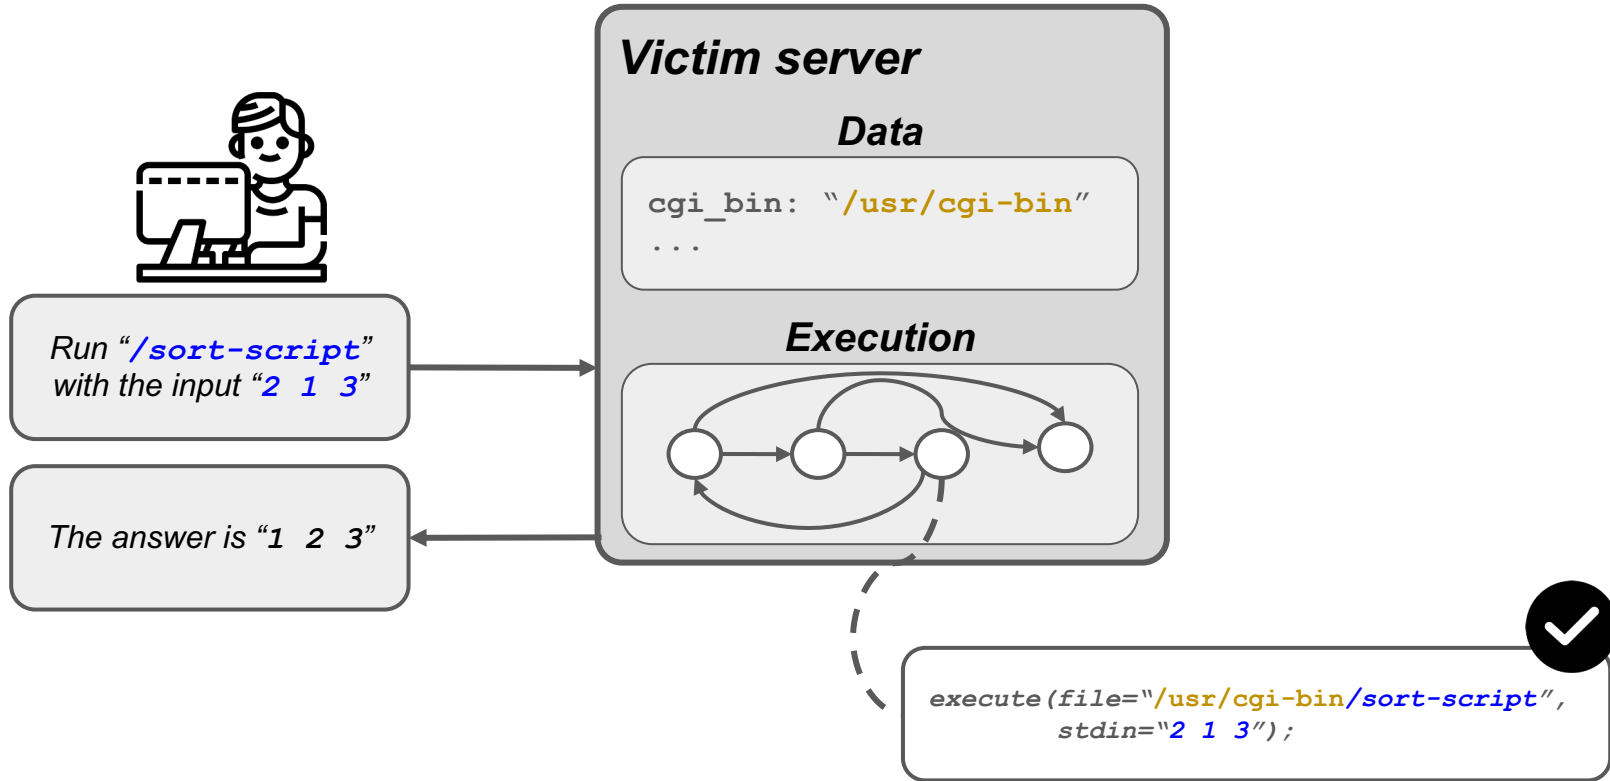 Victim server
Data
cgi_bin: “/usr/cgi-bin”
...
Execution
Run “/sort-script”
with the input “2 1 3”
The answer is “1 2 3”
execute(file=“/usr/cgi-bin/sort-script”,
stdin=“2 1 3”);